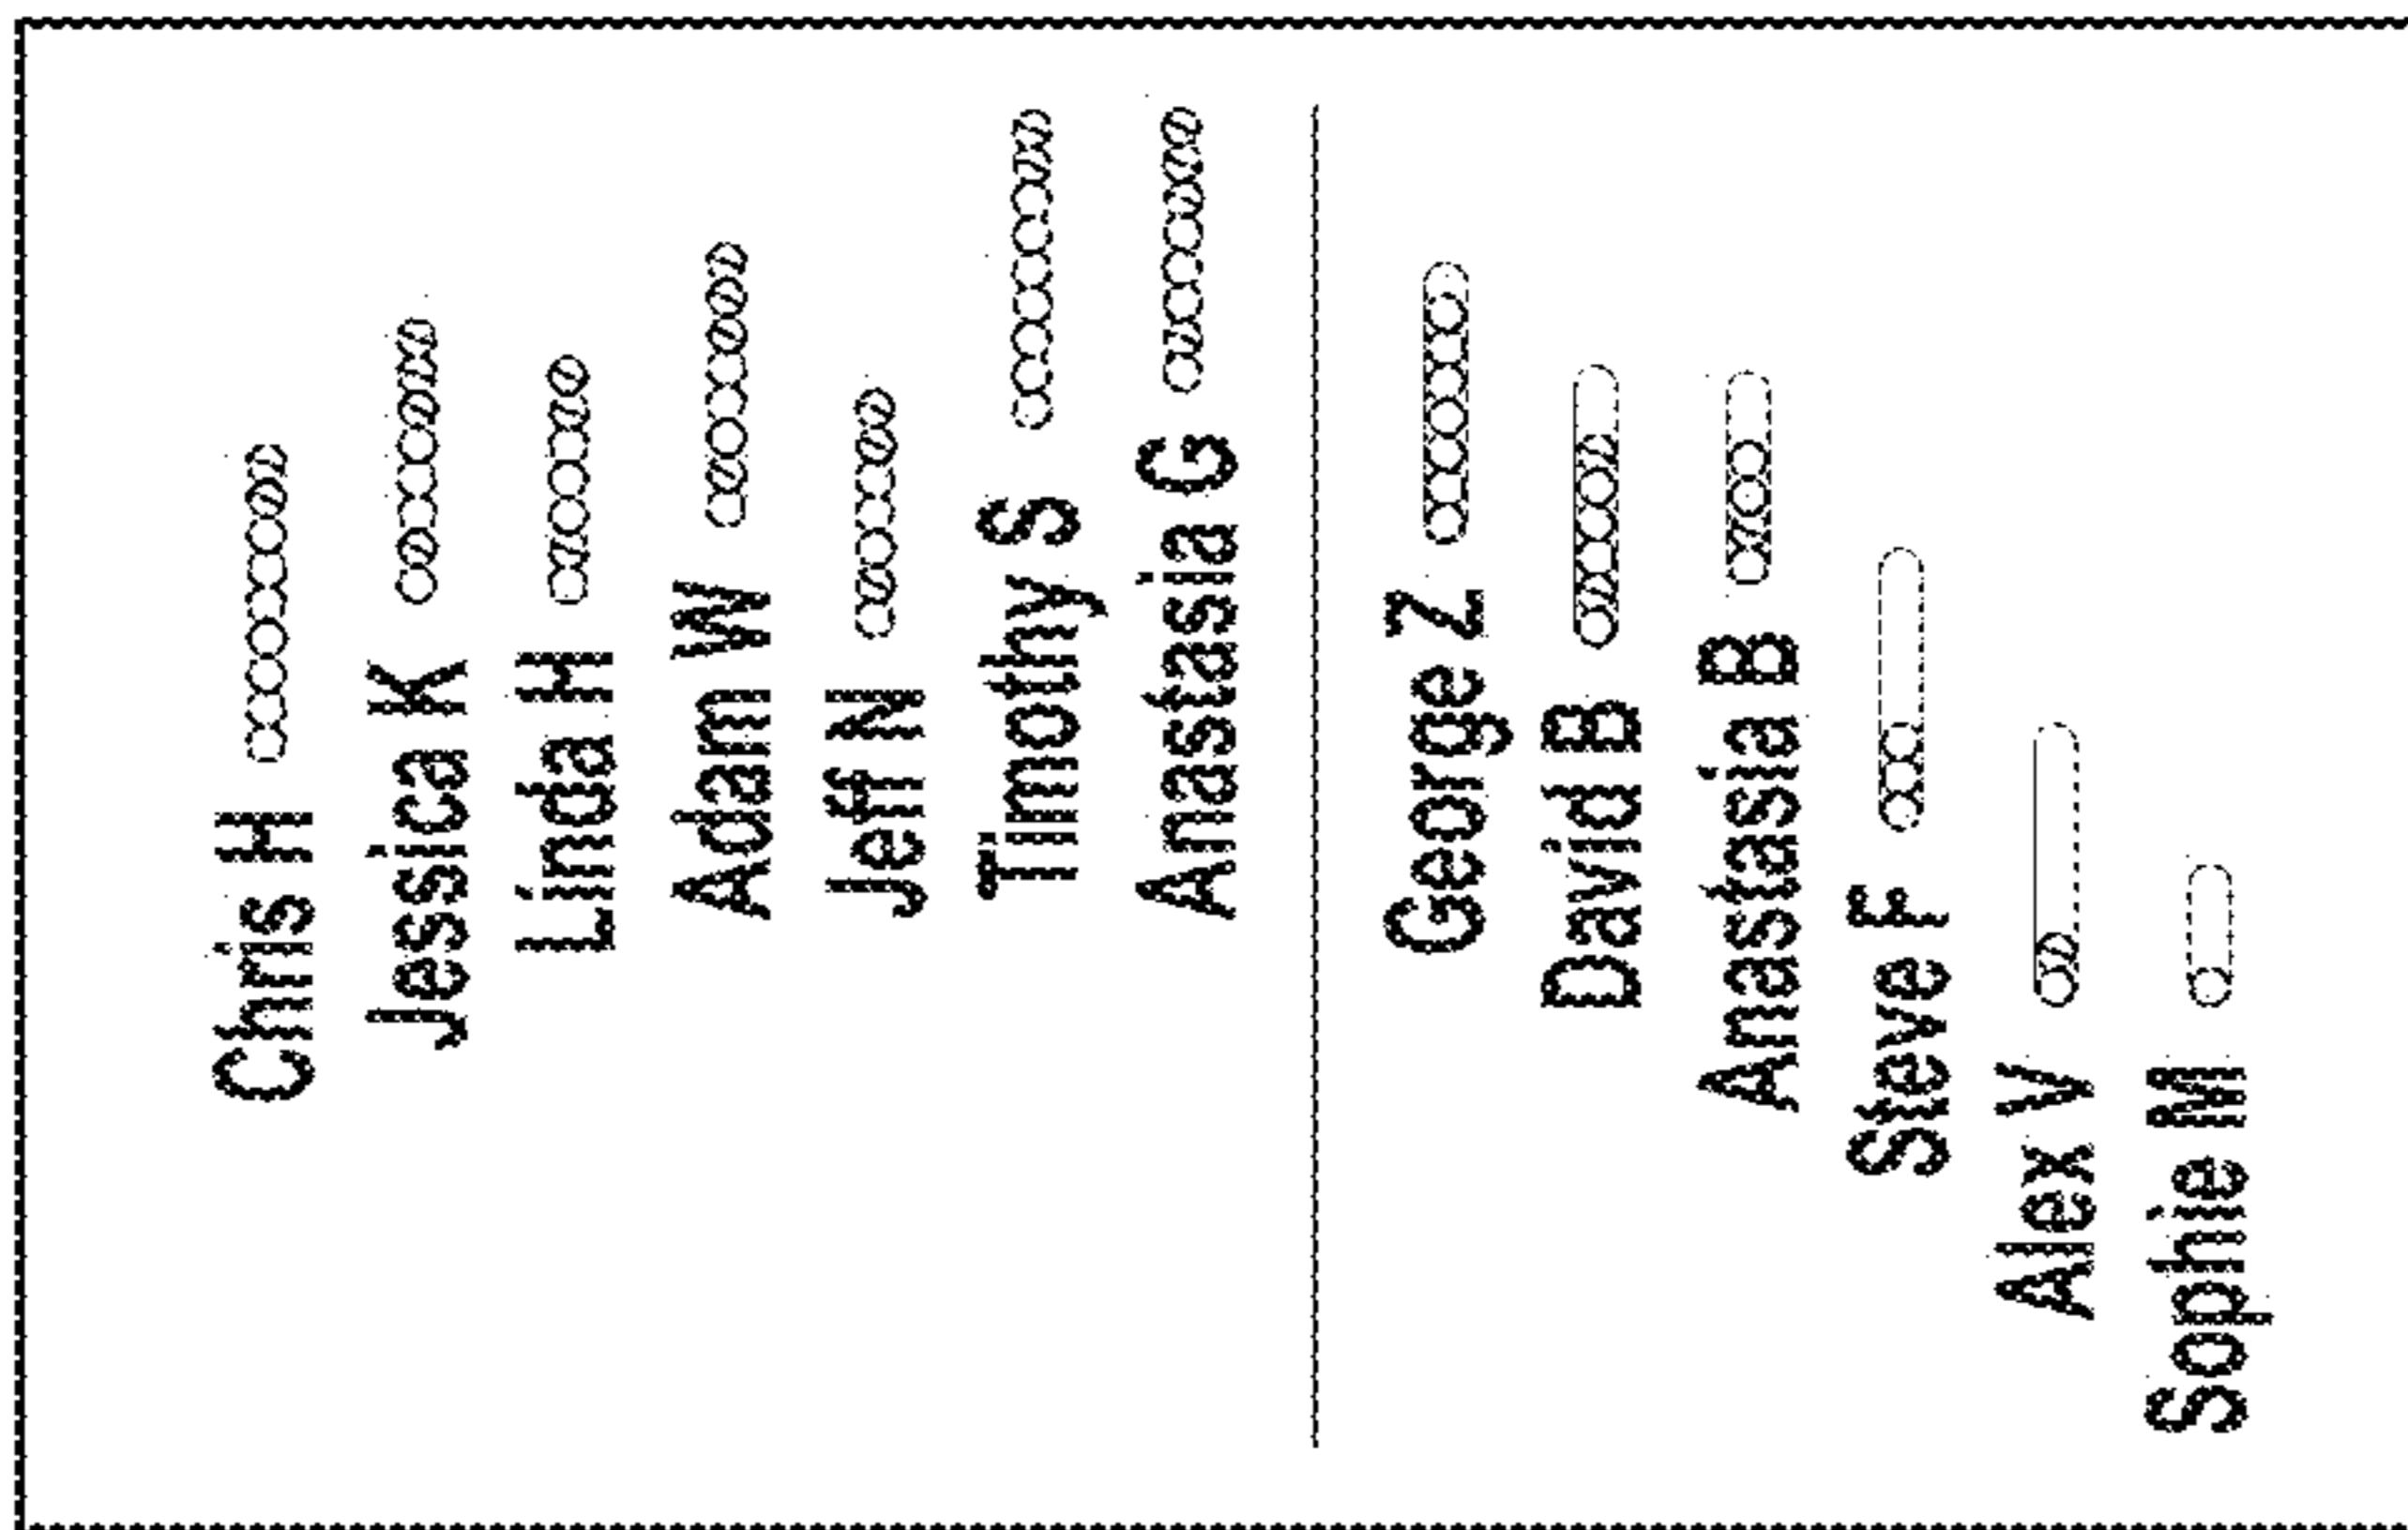 Chris H
Jessica K
Linda H
Adam W
Jeff N
Timothy S
Anastasia G
George Z
David B
Anastasia B
Steve F
Alex V
Sophie M